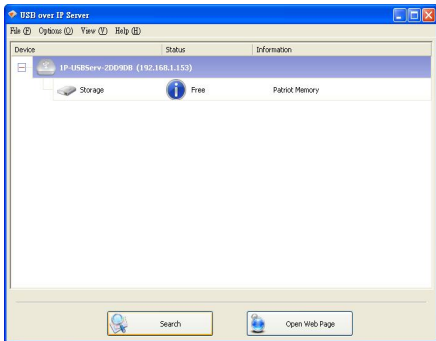 USB over IP Server
File (F) Options (O) View (V) Help (H)
Device Status Information
1P-USBServ-2DD9DB (192.168.1.153)
Storage Free Patriot Memory
Search Open Web Page